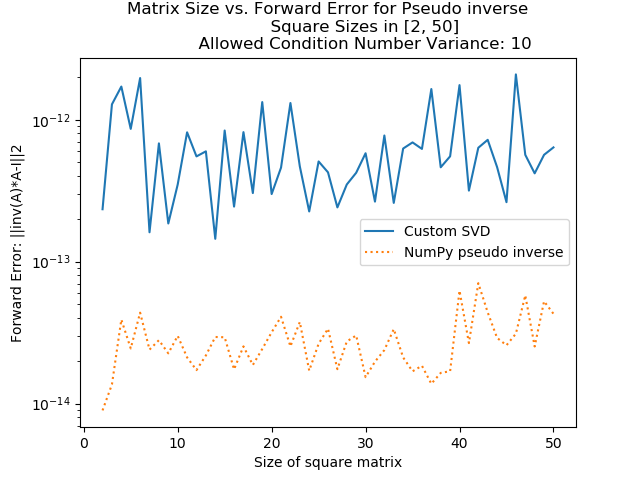 Matrix Size vs. Forward Error for Pseudo inverse
Square Sizes in [2, 50]
Allowed Condition Number Variance: 10
Forward Error: ||inv(A)*A-I||2
10⁻¹²
10⁻¹³
10⁻¹⁴
Custom SVD
NumPy pseudo inverse
0 10 20 30 40 50
Size of square matrix